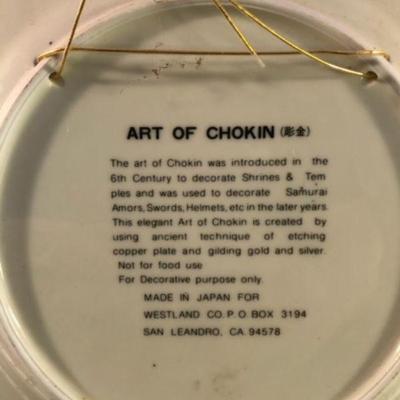 ART OF CHOKIN (彫金)
The art of Chokin was introduced in the
6th Century to decorate Shrines & Tem
ples and was used to decorate Samurai
Amors, Swords, Helmets, etc in the later years.
This elegant Art of Chokin is created by
using ancient technique of etching
copper plate and gilding gold and silver.
Not for food use
For Decorative purpose only.
MADE IN JAPAN FOR
WESTLAND CO. P. O BOX 3194
SAN LEANDRO, CA. 94578